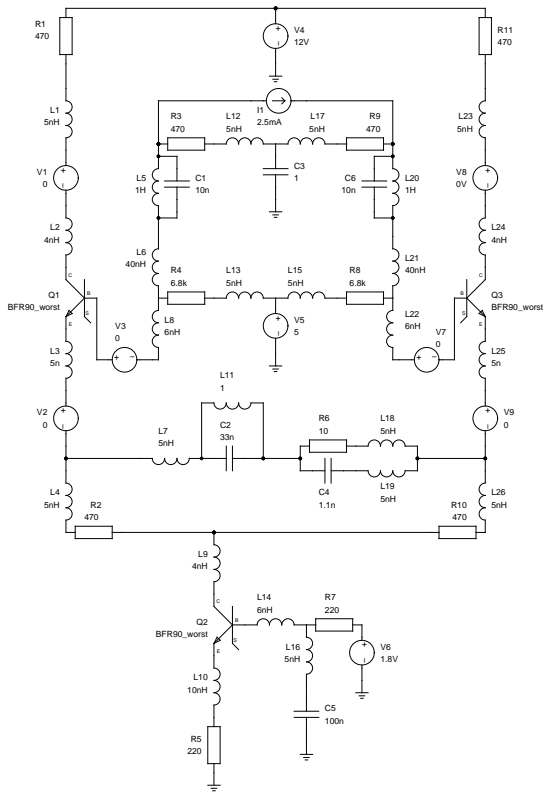 R1
470
V4
12V
R11
470
I1
2.5mA
L1
5nH
R3
470
L12
5nH
L17
5nH
R9
470
L23
5nH
C3
1
V1
0
L5
1H
C1
10n
C6
10n
L20
1H
V8
0V
L2
4nH
L24
4nH
L6
40nH
L21
40nH
R4
6.8k
L13
5nH
L15
5nH
R8
6.8k
C
B
S
E
Q1
BFR90_worst
C
B
S
E
Q3
BFR90_worst
L8
6nH
V5
5
L22
6nH
V3
0
V7
0
L3
5n
L25
5n
L11
1
V2
0
V9
0
L7
5nH
C2
33n
R6
10
L18
5nH
C4
1.1n
L19
5nH
L4
5nH
R2
470
R10
470
L26
5nH
L9
4nH
C
B
S
E
Q2
BFR90_worst
L14
6nH
R7
220
L16
5nH
V6
1.8V
L10
10nH
C5
100n
R5
220